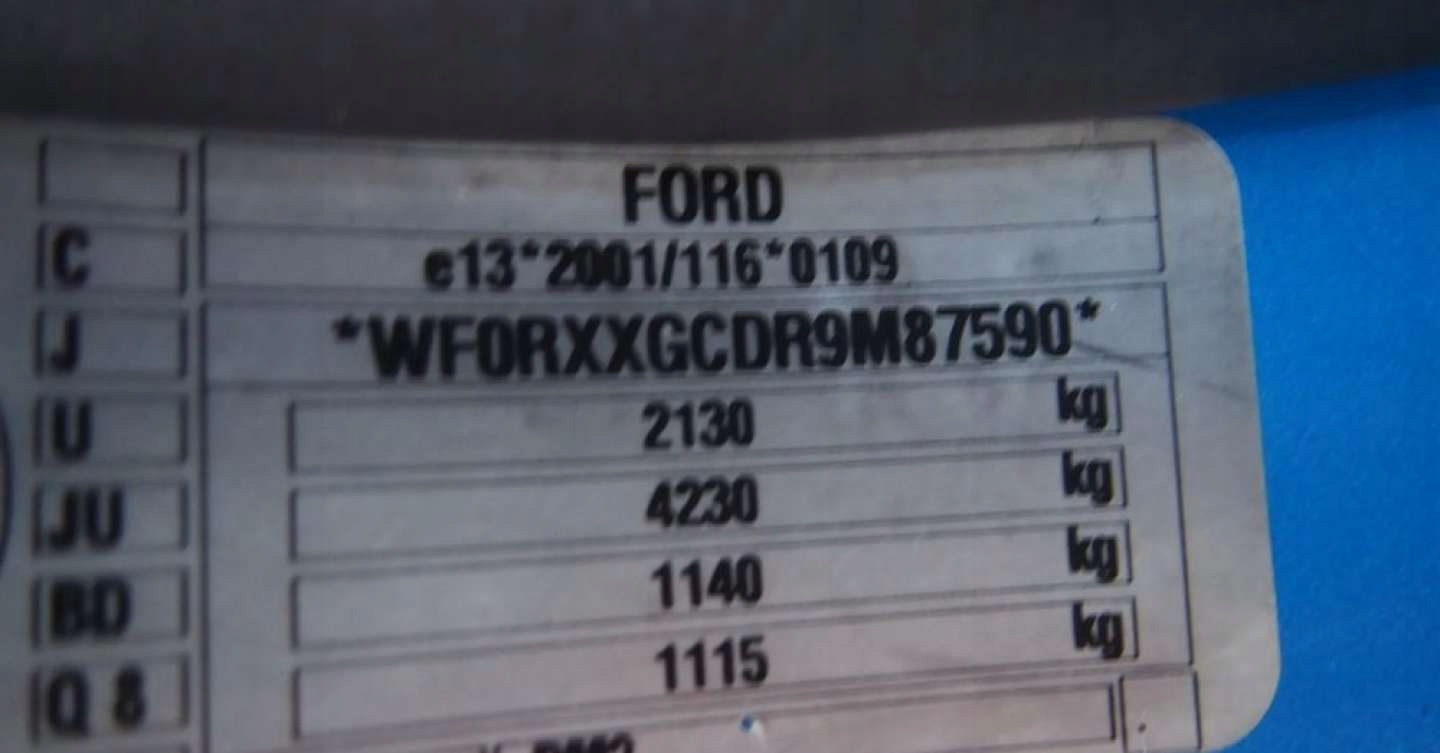 FORD
C e13*2001/116*0109
J *WF0RXXGCDR9M87590*
U 2130 kg
JU 4230 kg
BD 1140 kg
Q 8 1115 kg